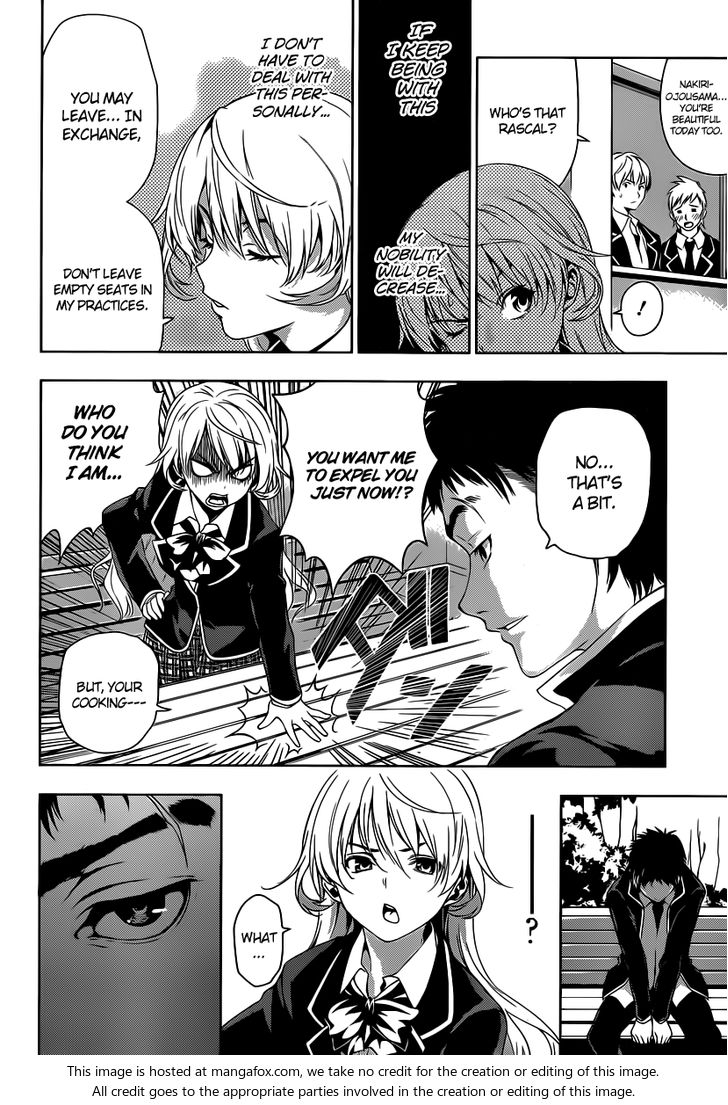 NAKIRI-
OJOUSAMA...
YOU'RE
BEAUTIFUL
TODAY TOO.
!
WHO'S THAT
RASCAL?
IF
I KEEP
BEING
WITH
THIS
MY
NOBILITY
WILL DE-
CREASE...
I DON'T
HAVE TO
DEAL WITH
THIS PER-
SONALLY...
YOU MAY
LEAVE... IN
EXCHANGE,
DON'T LEAVE
EMPTY SEATS IN
MY PRACTICES.
NO...
THAT'S
A BIT.
YOU WANT ME
TO EXPEL YOU
JUST NOW!?
WHO
DO YOU
THINK
I AM...
BUT, YOUR
COOKING---
?
WHAT
...
This image is hosted at mangafox.com, we take no credit for the creation or editing of this image.
All credit goes to the appropriate parties involved in the creation or editing of this image.